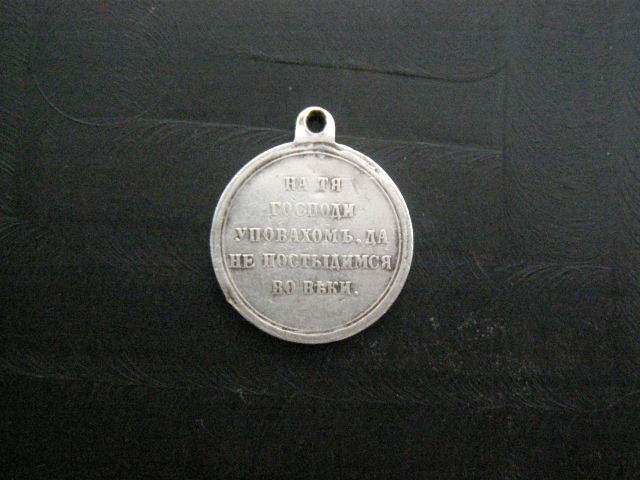 НА ТЯ
ГОСПОДИ
УПОВАХОМЪ, ДА
НЕ ПОСТЫДИМСЯ
ВО ВѢКИ.